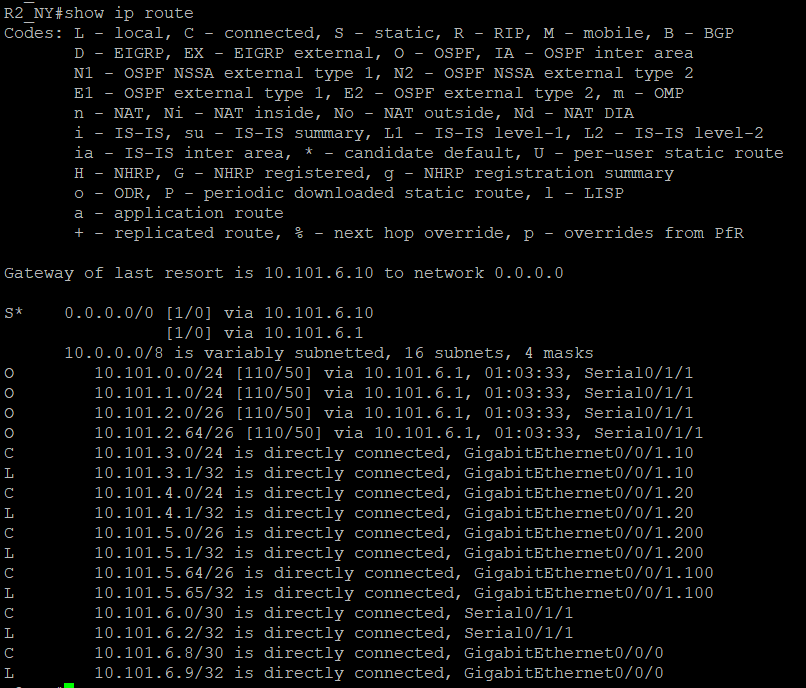 R2_NY#show ip route
Codes: L - local, C - connected, S - static, R - RIP, M - mobile, B - BGP
       D - EIGRP, EX - EIGRP external, O - OSPF, IA - OSPF inter area
       N1 - OSPF NSSA external type 1, N2 - OSPF NSSA external type 2
       E1 - OSPF external type 1, E2 - OSPF external type 2, m - OMP
       n - NAT, Ni - NAT inside, No - NAT outside, Nd - NAT DIA
       i - IS-IS, su - IS-IS summary, L1 - IS-IS level-1, L2 - IS-IS level-2
       ia - IS-IS inter area, * - candidate default, U - per-user static route
       H - NHRP, G - NHRP registered, g - NHRP registration summary
       o - ODR, P - periodic downloaded static route, l - LISP
       a - application route
       + - replicated route, % - next hop override, p - overrides from PfR

Gateway of last resort is 10.101.6.10 to network 0.0.0.0

S*    0.0.0.0/0 [1/0] via 10.101.6.10
                [1/0] via 10.101.6.1
      10.0.0.0/8 is variably subnetted, 16 subnets, 4 masks
O        10.101.0.0/24 [110/50] via 10.101.6.1, 01:03:33, Serial0/1/1
O        10.101.1.0/24 [110/50] via 10.101.6.1, 01:03:33, Serial0/1/1
O        10.101.2.0/26 [110/50] via 10.101.6.1, 01:03:33, Serial0/1/1
O        10.101.2.64/26 [110/50] via 10.101.6.1, 01:03:33, Serial0/1/1
C        10.101.3.0/24 is directly connected, GigabitEthernet0/0/1.10
L        10.101.3.1/32 is directly connected, GigabitEthernet0/0/1.10
C        10.101.4.0/24 is directly connected, GigabitEthernet0/0/1.20
L        10.101.4.1/32 is directly connected, GigabitEthernet0/0/1.20
C        10.101.5.0/26 is directly connected, GigabitEthernet0/0/1.200
L        10.101.5.1/32 is directly connected, GigabitEthernet0/0/1.200
C        10.101.5.64/26 is directly connected, GigabitEthernet0/0/1.100
L        10.101.5.65/32 is directly connected, GigabitEthernet0/0/1.100
C        10.101.6.0/30 is directly connected, Serial0/1/1
L        10.101.6.2/32 is directly connected, Serial0/1/1
C        10.101.6.8/30 is directly connected, GigabitEthernet0/0/0
L        10.101.6.9/32 is directly connected, GigabitEthernet0/0/0